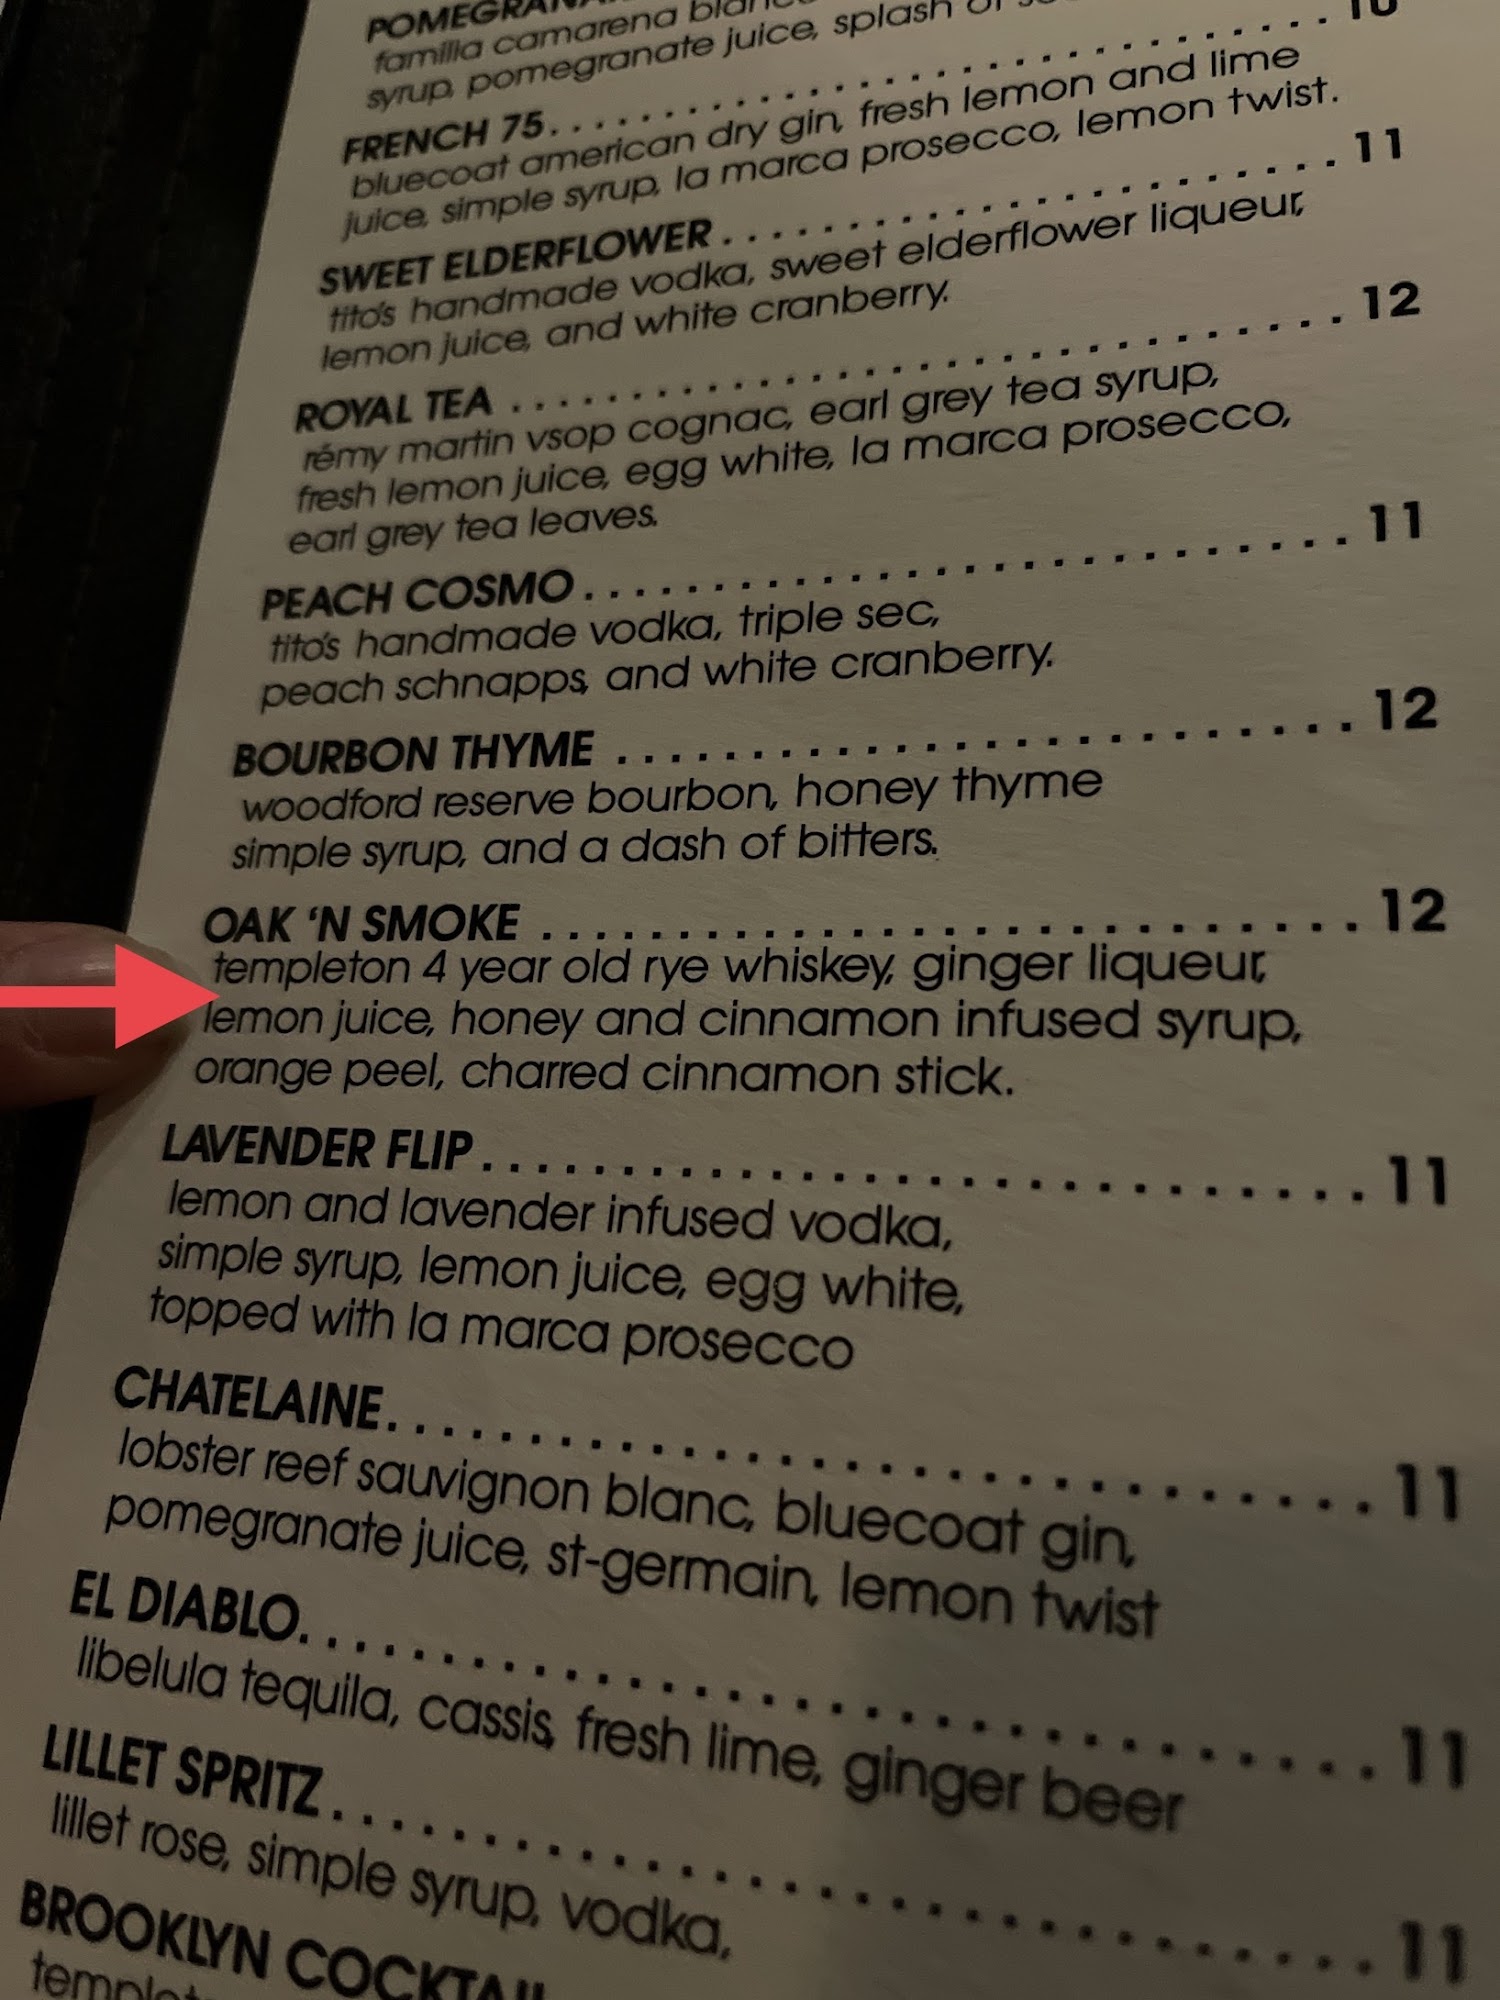 familia camarena
syrup, pomegranate juice, splash
FRENCH 75 10
bluecoat american dry gin, fresh lemon and lime
juice, simple syrup, la marca prosecco, lemon twist.
SWEET ELDERFLOWER 11
tito's handmade vodka, sweet elderflower liqueur,
lemon juice, and white cranberry.
ROYAL TEA 12
rémy martin vsop cognac, earl grey tea syrup,
fresh lemon juice, egg white, la marca prosecco,
earl grey tea leaves.
PEACH COSMO 11
tito's handmade vodka, triple sec,
peach schnapps, and white cranberry.
BOURBON THYME 12
woodford reserve bourbon, honey thyme
simple syrup, and a dash of bitters.
OAK 'N SMOKE 12
templeton 4 year old rye whiskey, ginger liqueur,
lemon juice, honey and cinnamon infused syrup,
orange peel, charred cinnamon stick.
LAVENDER FLIP 11
lemon and lavender infused vodka,
simple syrup, lemon juice, egg white,
topped with la marca prosecco
CHATELAINE 11
lobster reef sauvignon blanc, bluecoat gin,
pomegranate juice, st-germain, lemon twist
EL DIABLO 11
libelula tequila, cassis, fresh lime, ginger beer
LILLET SPRITZ 11
lillet rose, simple syrup, vodka,
BROOKLYN COCKTAIL